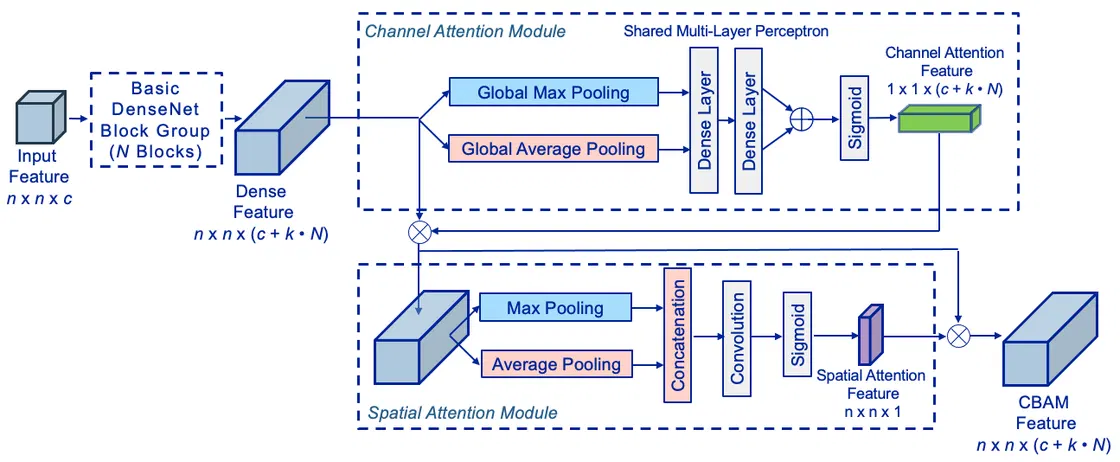 Channel Attention Module
Shared Multi-Layer Perceptron
Input
Feature
n x n x c
Basic
DenseNet
Block Group
(N Blocks)
Dense
Feature
n x n x (c + k • N)
Global Max Pooling
Global Average Pooling
Dense Layer
Dense Layer
Sigmoid
Channel Attention
Feature
1 x 1 x (c + k • N)
Max Pooling
Average Pooling
Concatenation
Convolution
Sigmoid
Spatial Attention
Feature
n x n x 1
Spatial Attention Module
CBAM
Feature
n x n x (c + k • N)